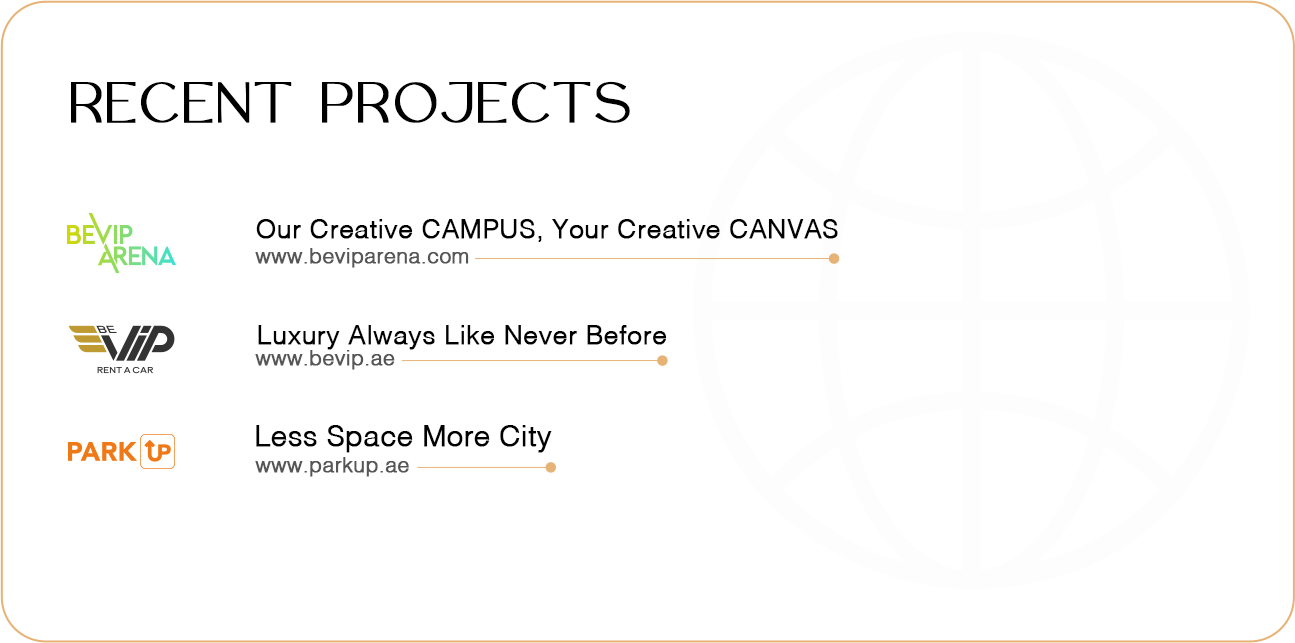 RECENT PROJECTS
BEVIP
ARENA
Our Creative CAMPUS, Your Creative CANVAS
www.beviparena.com
BE
VIP
RENT A CAR
Luxury Always Like Never Before
www.bevip.ae
PARK UP
Less Space More City
www.parkup.ae